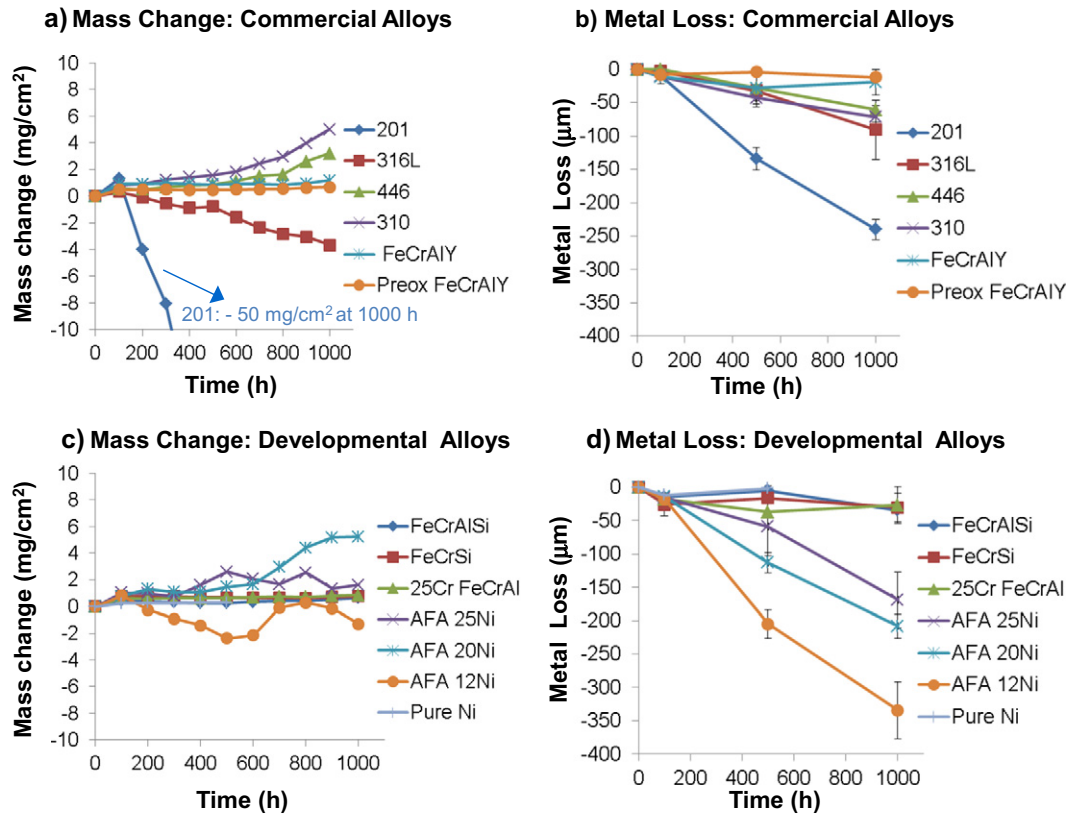 a) Mass Change: Commercial Alloys
Mass change (mg/cm²)
10
8
6
4
2
0
-2
-4
-6
-8
-10
0 200 400 600 800 1000
Time (h)
201
316L
446
310
FeCrAlY
Preox FeCrAlY
201: - 50 mg/cm² at 1000 h
b) Metal Loss: Commercial Alloys
Metal Loss (µm)
0
-50
-100
-150
-200
-250
-300
-350
-400
0 200 400 600 800 1000
Time (h)
201
316L
446
310
FeCrAlY
Preox FeCrAlY
c) Mass Change: Developmental Alloys
Mass change (mg/cm²)
10
8
6
4
2
0
-2
-4
-6
-8
-10
0 200 400 600 800 1000
Time (h)
FeCrAlSi
FeCrSi
25Cr FeCrAl
AFA 25Ni
AFA 20Ni
AFA 12Ni
Pure Ni
d) Metal Loss: Developmental Alloys
Metal Loss (µm)
0
-50
-100
-150
-200
-250
-300
-350
-400
0 200 400 600 800 1000
Time (h)
FeCrAlSi
FeCrSi
25Cr FeCrAl
AFA 25Ni
AFA 20Ni
AFA 12Ni
Pure Ni